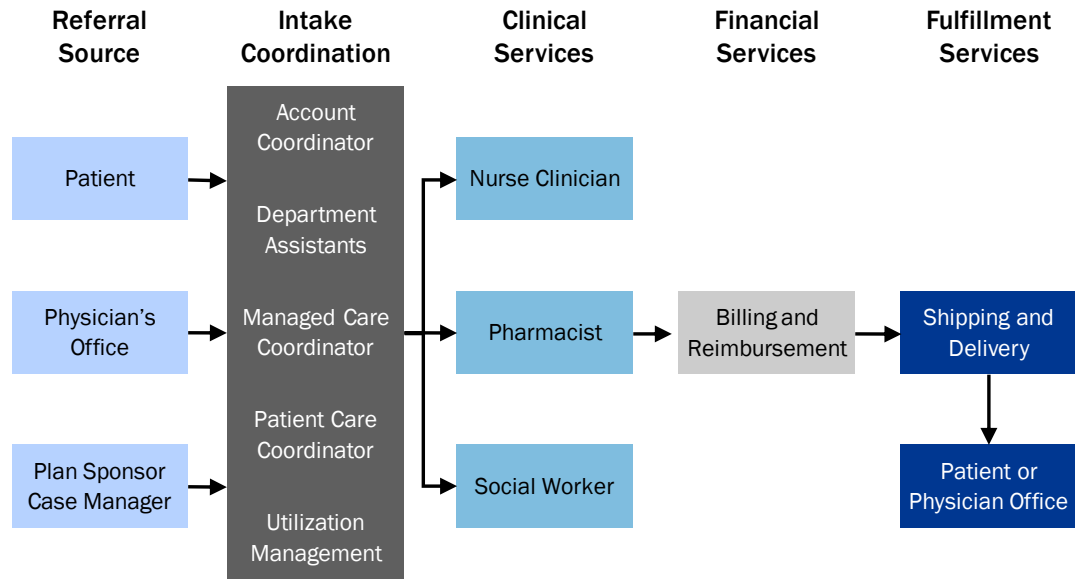 Referral
Source
Intake
Coordination
Clinical
Services
Financial
Services
Fulfillment
Services
Patient
Physician's
Office
Plan Sponsor
Case Manager
Account
Coordinator
Department
Assistants
Managed Care
Coordinator
Patient Care
Coordinator
Utilization
Management
Nurse Clinician
Pharmacist
Social Worker
Billing and
Reimbursement
Shipping and
Delivery
Patient or
Physician Office